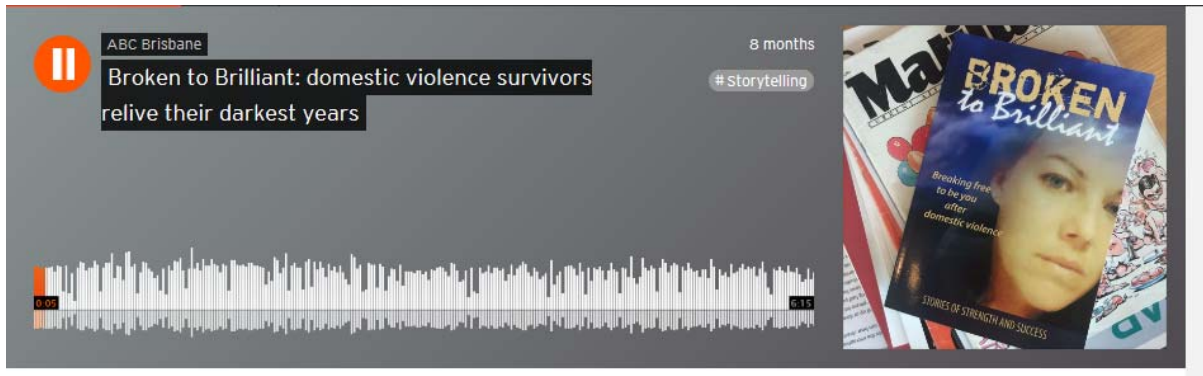 ABC Brisbane
8 months
Broken to Brilliant: domestic violence survivors
relive their darkest years
# Storytelling
0:05
6:15
BROKEN
to Brilliant
Breaking free
to be you
after
domestic violence
STORIES OF STRENGTH AND SUCCESS